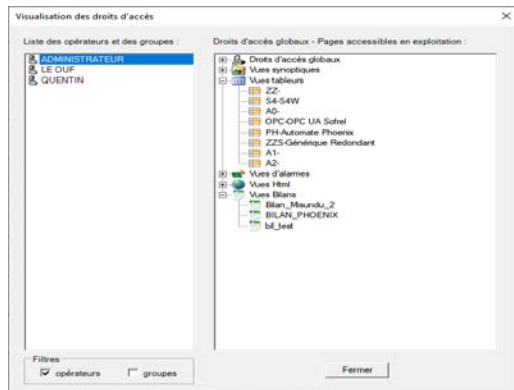 Visualisation des droits d'accès
Liste des opérateurs et des groupes :
ADMINISTRATEUR
LE OUF
QUENTIN
Filtres
opérateurs
groupes
Droits d'accès globaux - Pages accessibles en exploitation :
Droits d'accès globaux
Vues synoptiques
Vues tableurs
ZZ-
S4-S4W
A0-
OPC-OPC UA Sofrel
PH-Automate Phoenix
ZZS-Générique Redondant
A1-
A2-
Vues d'alarmes
Vues Html
Vues Bilans
Bilan_Misundu_2
BILAN_PHOENIX
bil_test
Fermer